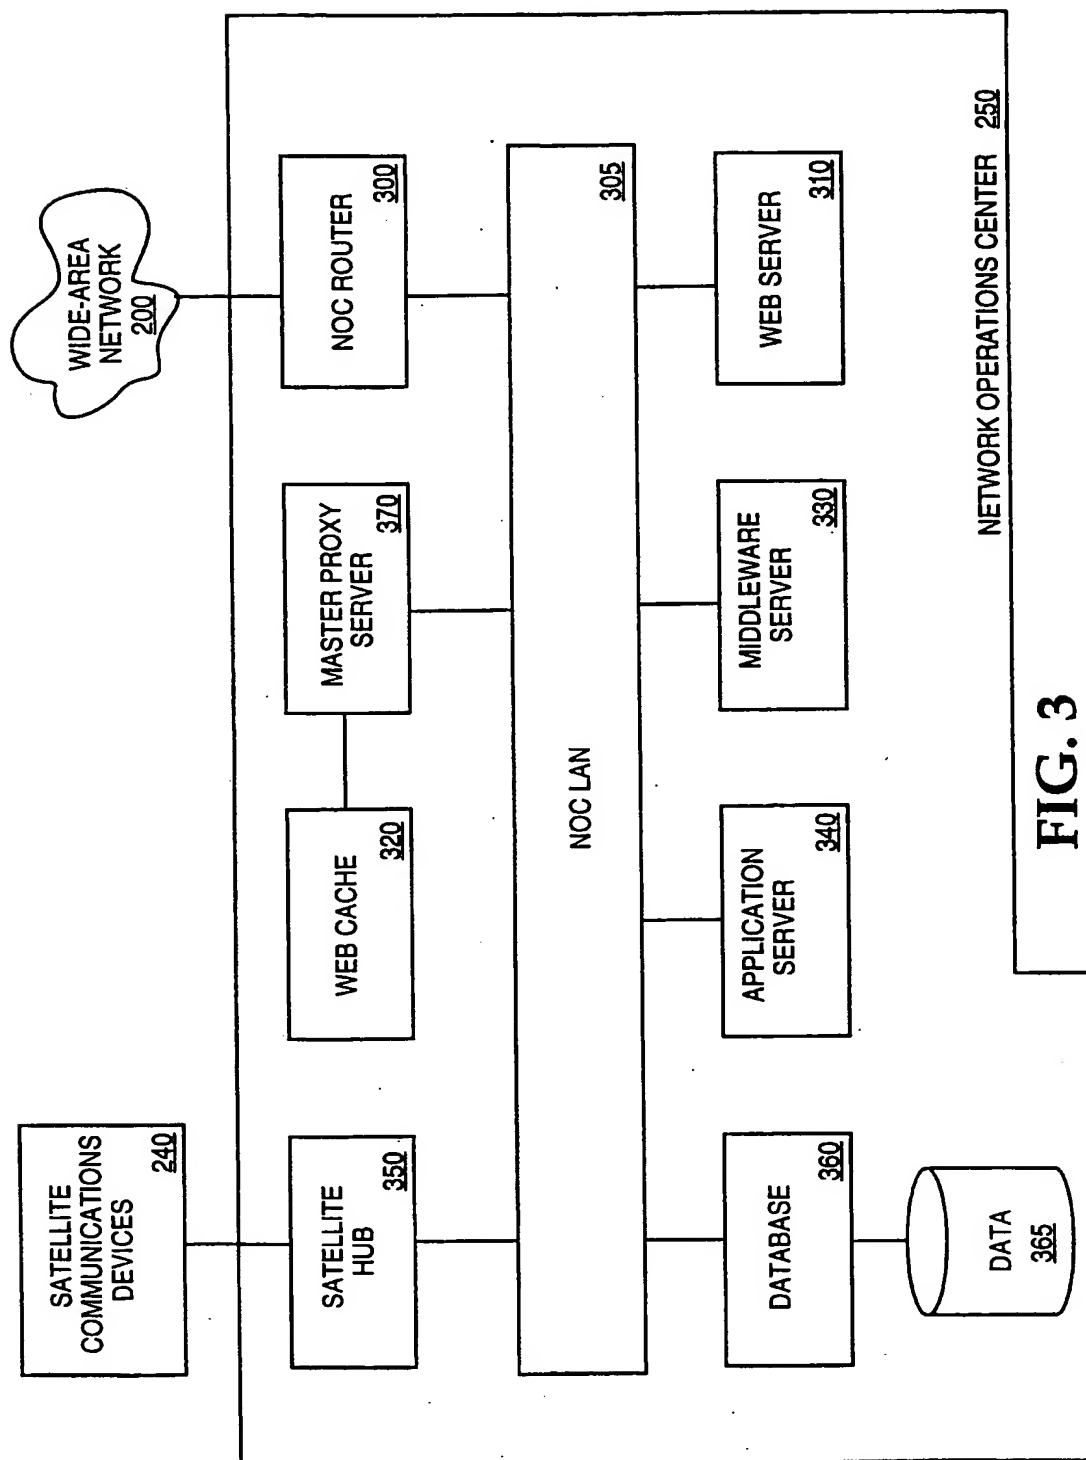 SATELLITE
COMMUNICATIONS
DEVICES
240
WIDE-AREA
NETWORK
200
SATELLITE
HUB
350
WEB CACHE
320
MASTER PROXY
SERVER
370
NOC ROUTER
300
NOC LAN
305
DATABASE
360
APPLICATION
SERVER
340
MIDDLEWARE
SERVER
330
WEB SERVER
310
DATA
365
NETWORK OPERATIONS CENTER 250
FIG. 3